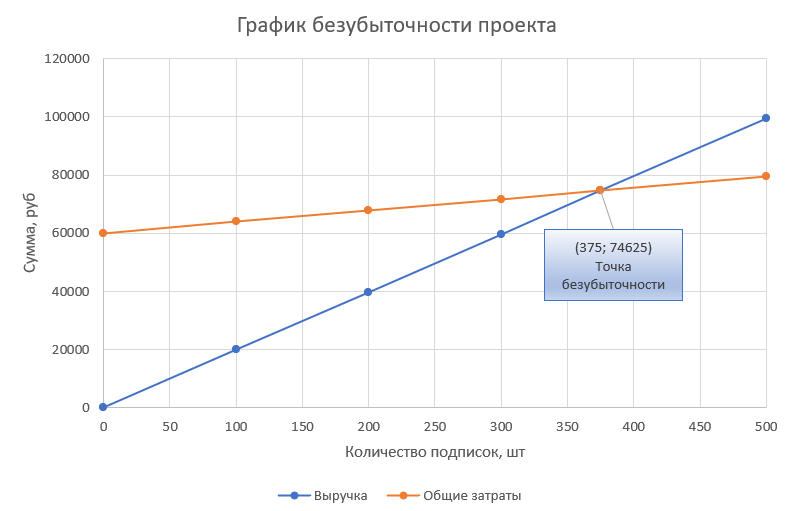 График безубыточности проекта
120000
100000
80000
60000
40000
20000
0
Сумма, руб
(375; 74625)
Точка
безубыточности
0 50 100 150 200 250 300 350 400 450 500
Количество подписок, шт
Выручка Общие затраты